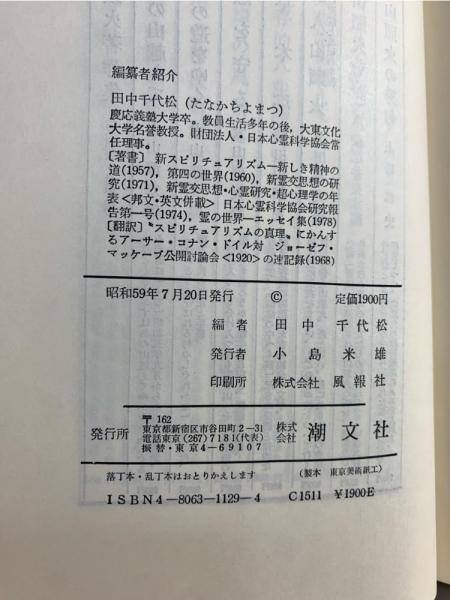 編纂者紹介
田中千代松（たなかちよまつ）
慶応義塾大学卒。教員生活多年の後，大東文化
大学名誉教授。財団法人・日本心霊科学協会常
任理事。
〔著書〕 新スピリチュアリズム―新しき精神の
道(1957)，第四の世界(1960)，新霊交思想の研
究(1971)，新霊交思想・心霊研究・超心理学の年
表＜邦文・英文併載＞日本心霊科学協会研究報
告第一号(1974)，霊の世界―エッセイ集(1978)
〔翻訳〕〝スピリチュアリズムの真理〟にかんす
るアーサー・コナン・ドイル対 ジョーゼフ・
マッケーブ公開討論会＜1920＞の速記録(1968)
昭和59年7月20日発行 © 定価1900円
編者 田中千代松
発行者 小島米雄
印刷所 株式会社 風報社
発行所 〒162 東京都新宿区市谷田町2―31 電話東京(267)7181(代表) 振替・東京4―69107 株式会社 潮文社
落丁本・乱丁本はおとりかえします （製本 東京美術紙工）
ISBN4―8063―1129―4 C1511 ¥1900E